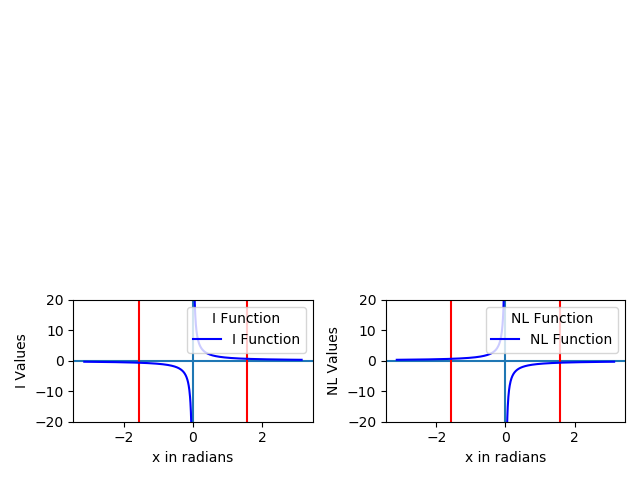 20
10
0
−10
−20
I Values
I Function
I Function
−2
0
2
x in radians
20
10
0
−10
−20
NL Values
NL Function
NL Function
−2
0
2
x in radians